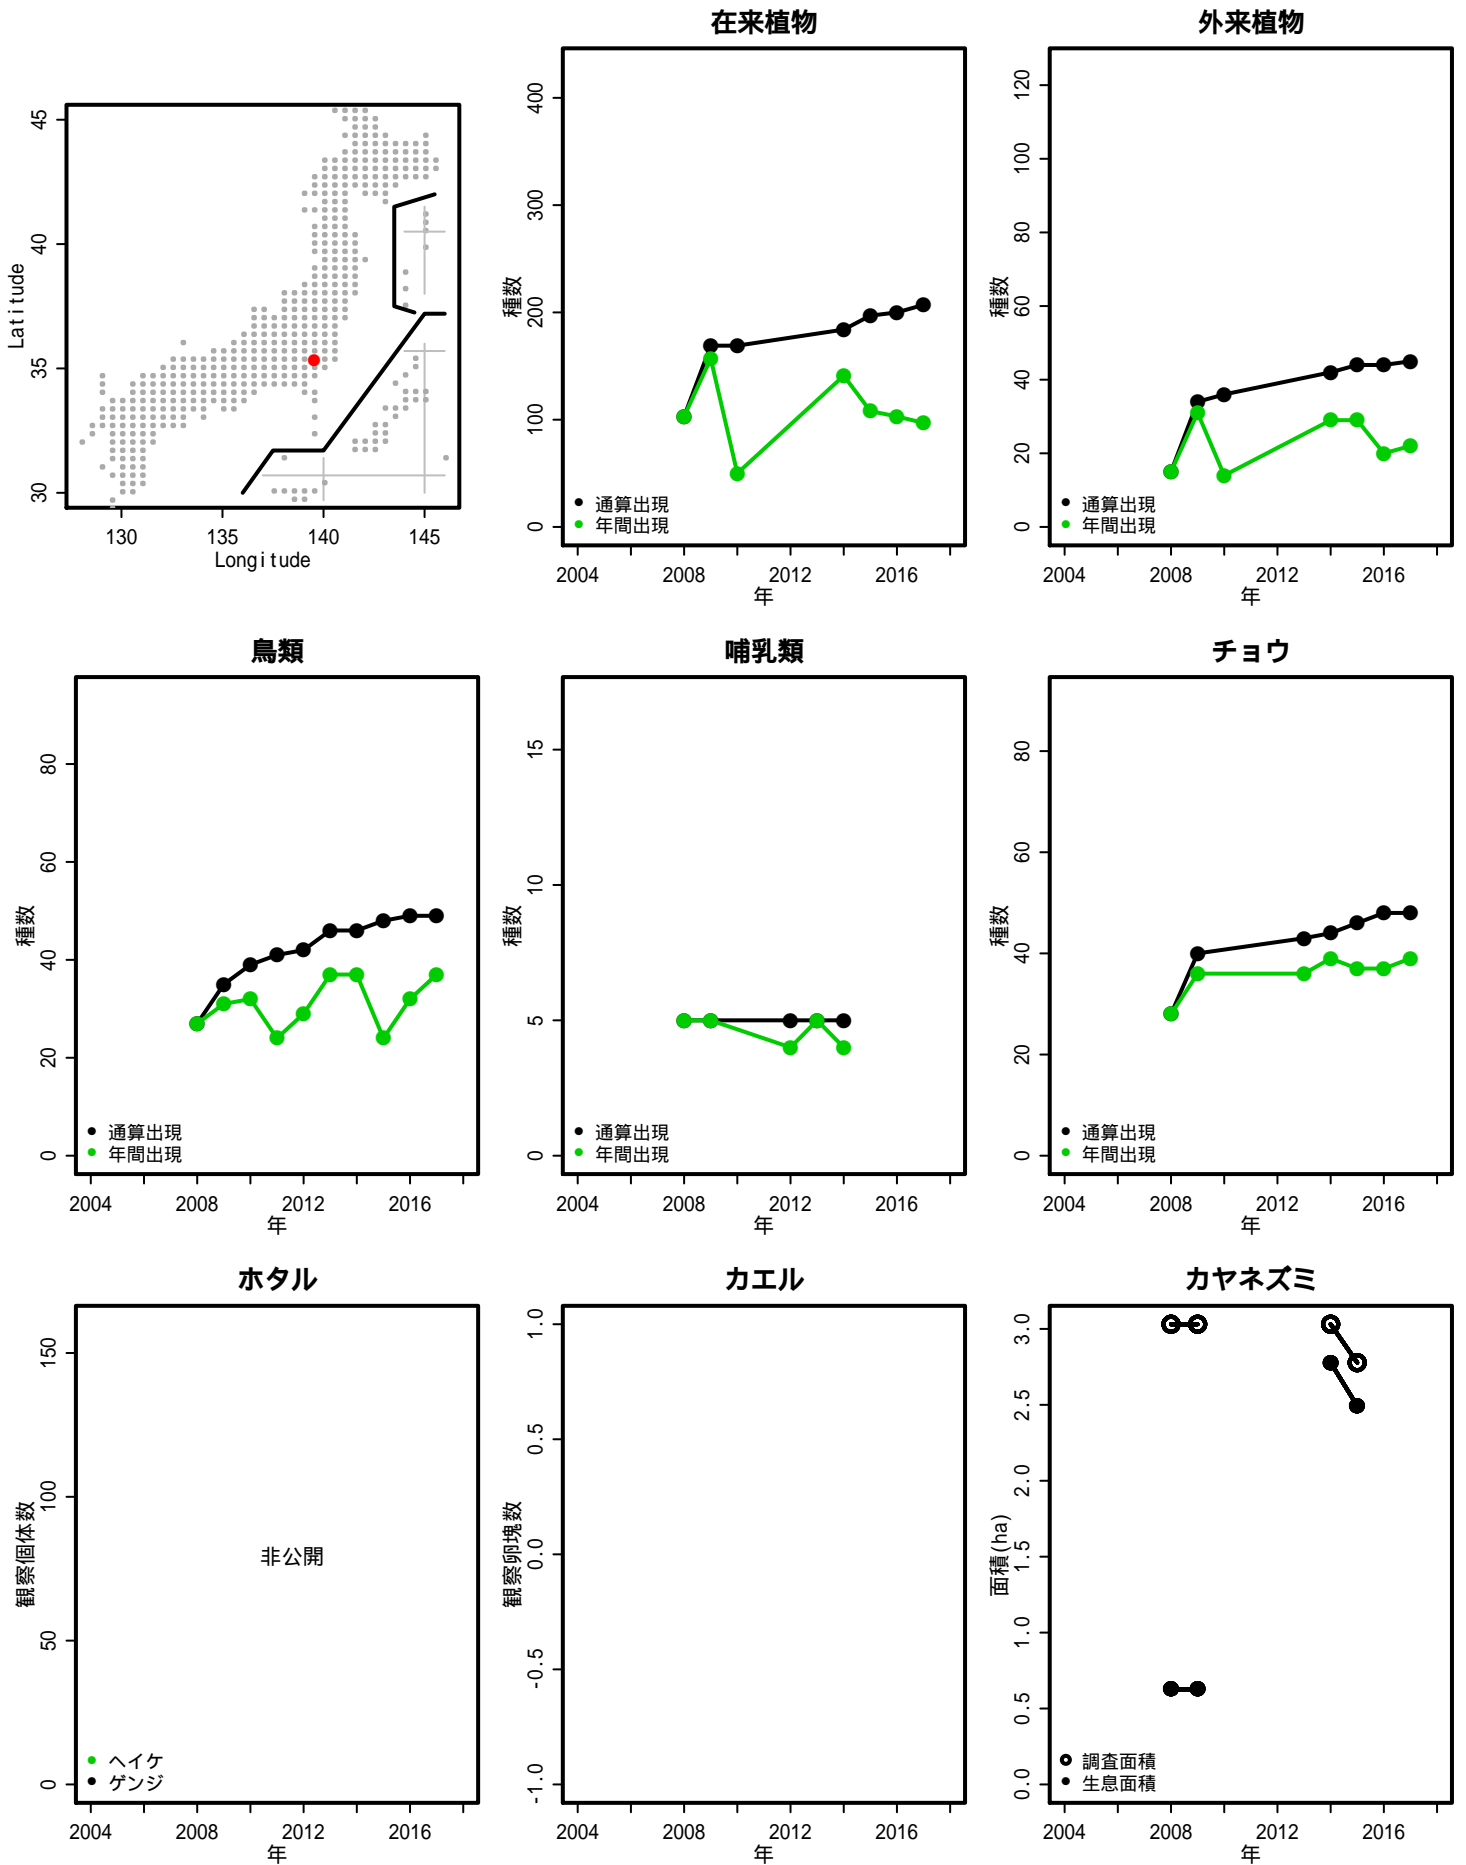 45
40
35
30
Latitude
130 135 140 145
Longitude
在来植物
400
300
200
100
0
種数
通算出現
年間出現
2004 2008 2012 2016
年
外来植物
120
100
80
60
40
20
0
種数
通算出現
年間出現
2004 2008 2012 2016
年
鳥類
80
60
40
20
0
種数
通算出現
年間出現
2004 2008 2012 2016
年
哺乳類
15
10
5
0
種数
通算出現
年間出現
2004 2008 2012 2016
年
チョウ
80
60
40
20
0
種数
通算出現
年間出現
2004 2008 2012 2016
年
ホタル
150
100
50
0
観察個体数
非公開
ヘイケ
ゲンジ
2004 2008 2012 2016
年
カエル
1.0
0.5
0.0
-0.5
-1.0
観察卵塊数
2004 2008 2012 2016
年
カヤネズミ
3.0
2.5
2.0
1.5
1.0
0.5
0.0
面積(ha)
調査面積
生息面積
2004 2008 2012 2016
年